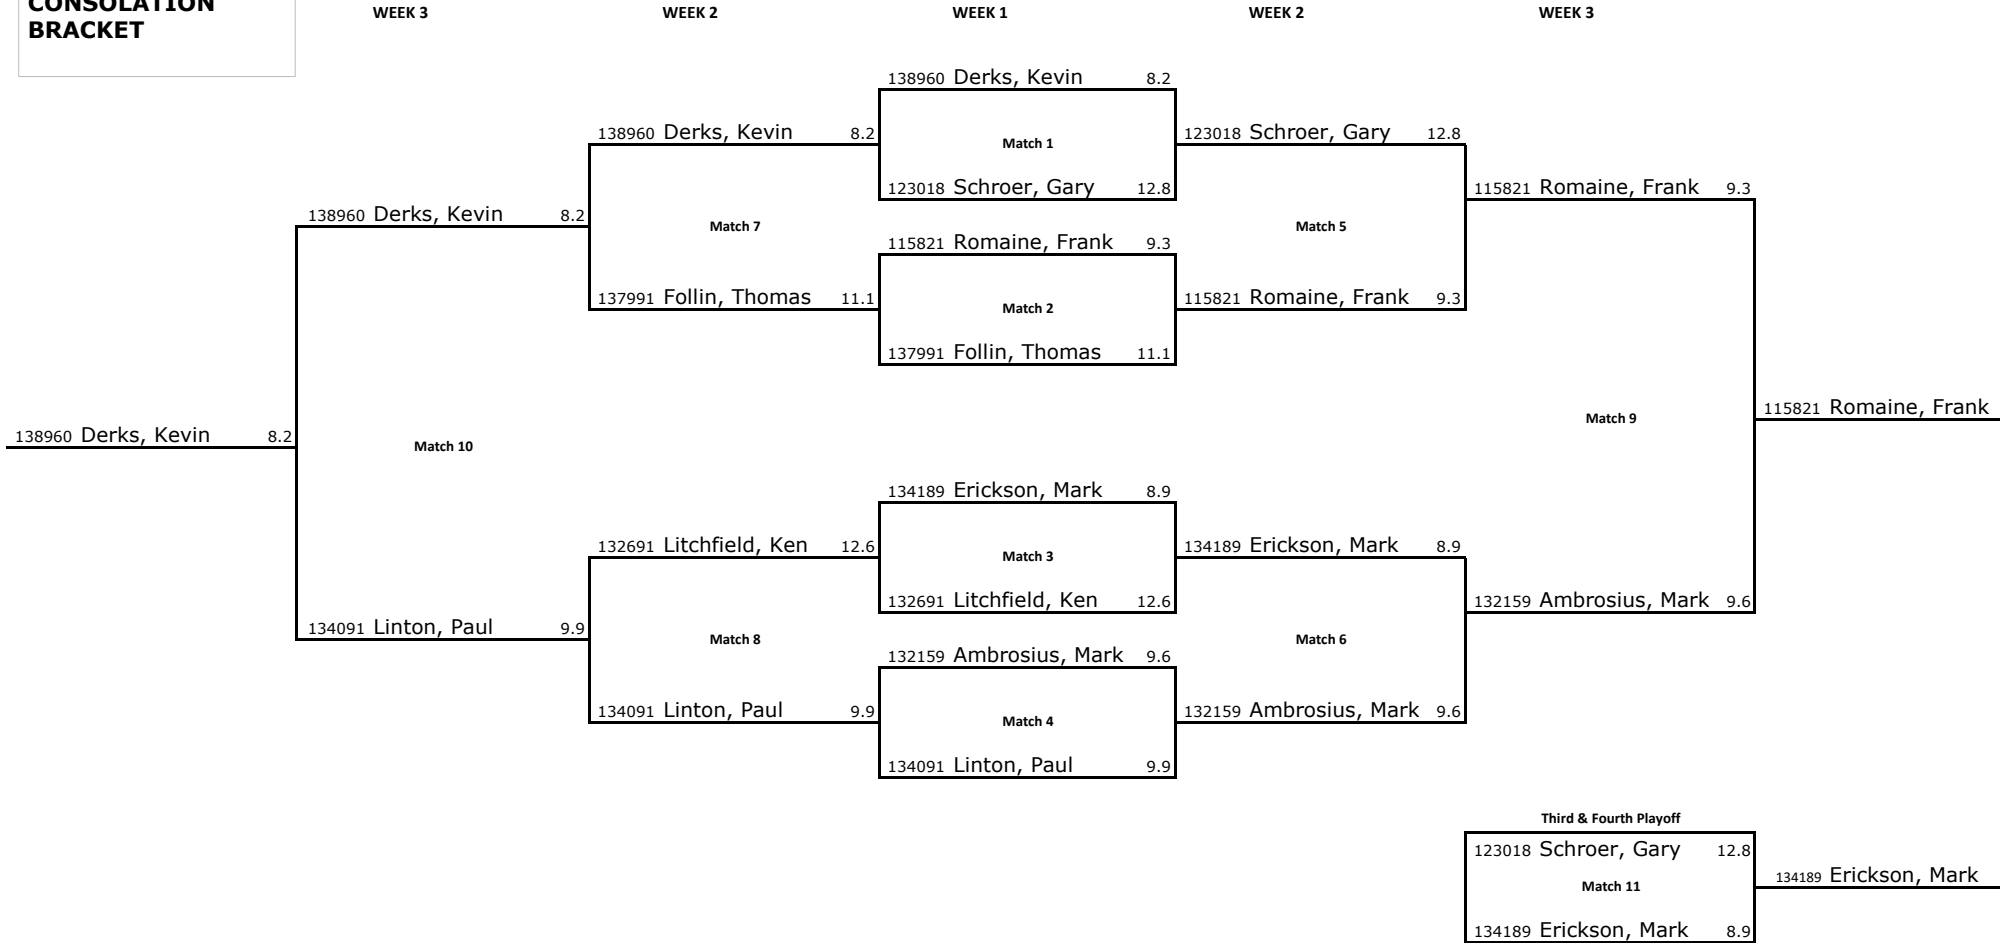 CONSOLATION
BRACKET
WEEK 3 WEEK 2 WEEK 1 WEEK 2 WEEK 3
138960 Derks, Kevin 8.2
138960 Derks, Kevin 8.2
Match 1
123018 Schroer, Gary 12.8
123018 Schroer, Gary 12.8
115821 Romaine, Frank 9.3
138960 Derks, Kevin 8.2
Match 7
Match 5
115821 Romaine, Frank 9.3
137991 Follin, Thomas 11.1
Match 2
115821 Romaine, Frank 9.3
137991 Follin, Thomas 11.1
115821 Romaine, Frank
Match 9
138960 Derks, Kevin 8.2
Match 10
134189 Erickson, Mark 8.9
132691 Litchfield, Ken 12.6
Match 3
134189 Erickson, Mark 8.9
132691 Litchfield, Ken 12.6
132159 Ambrosius, Mark 9.6
134091 Linton, Paul 9.9
Match 8
Match 6
132159 Ambrosius, Mark 9.6
134091 Linton, Paul 9.9
Match 4
132159 Ambrosius, Mark 9.6
134091 Linton, Paul 9.9
Third & Fourth Playoff
123018 Schroer, Gary 12.8
Match 11
134189 Erickson, Mark
134189 Erickson, Mark 8.9